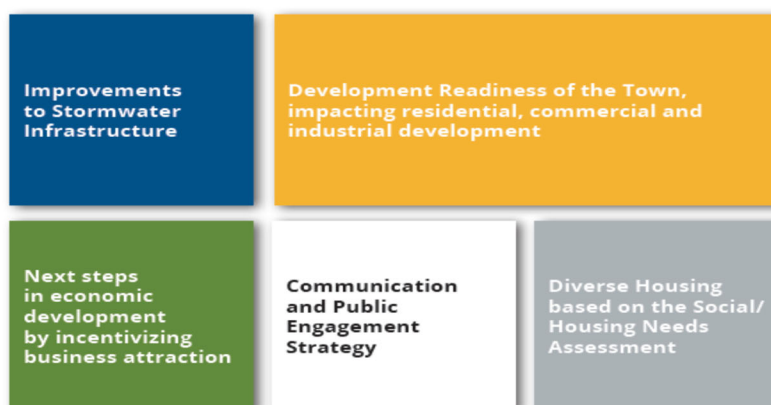 Improvements
to Stormwater
Infrastructure
Development Readiness of the Town,
impacting residential, commercial and
industrial development
Next steps
in economic
development
by incentivizing
business attraction
Communication
and Public
Engagement
Strategy
Diverse Housing
based on the Social/
Housing Needs
Assessment